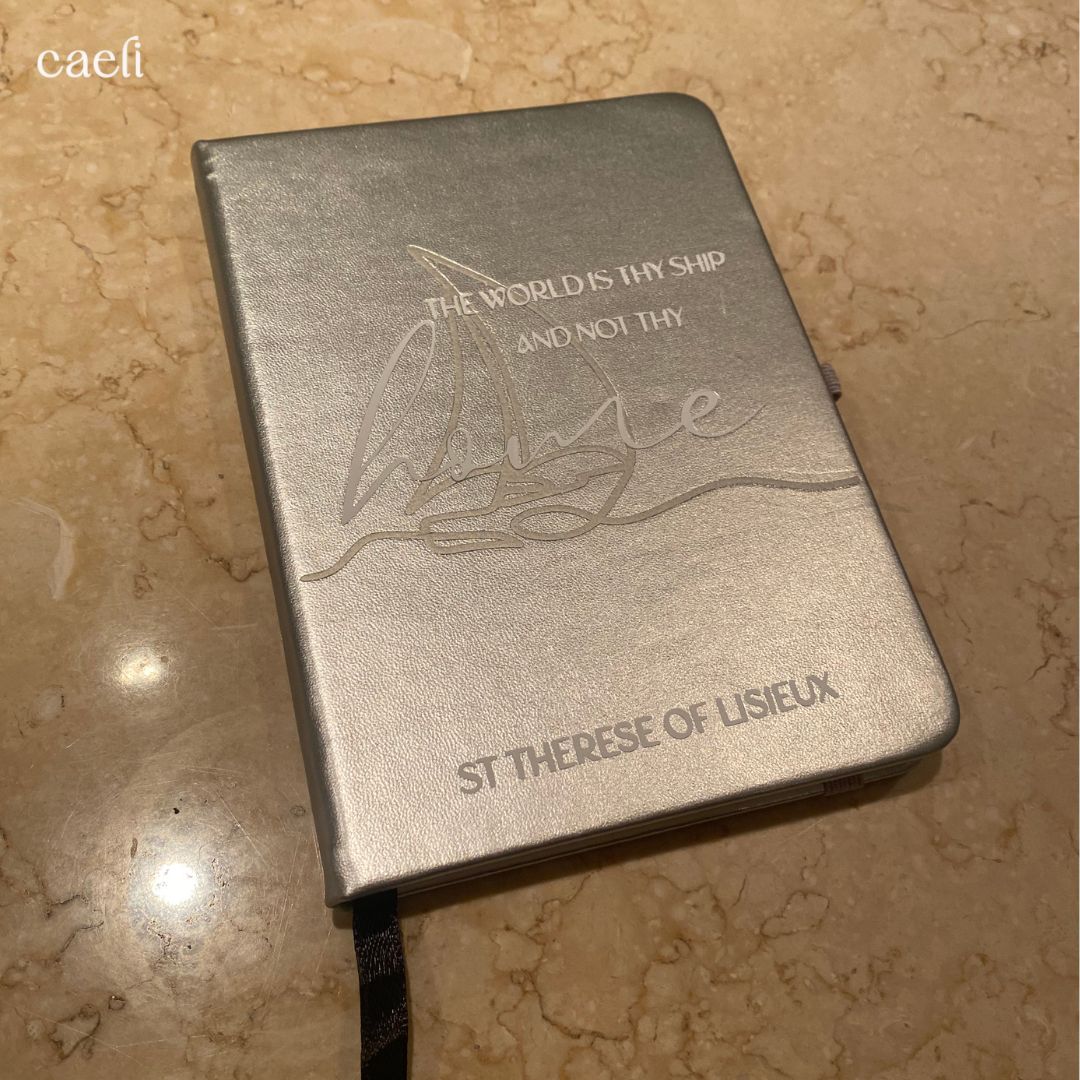 caeli
THE WORLD IS THY SHIP
AND NOT THY
home
ST THERESE OF LISIEUX